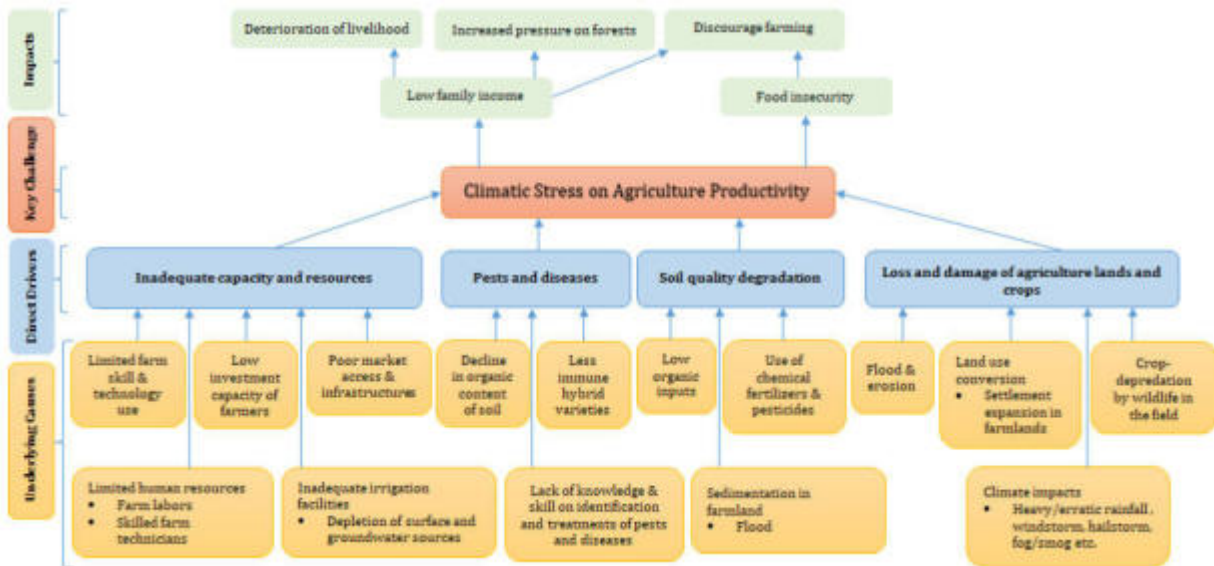 Impacts
Deterioration of livelihood
Increased pressure on forests
Discourage farming
Low family income
Food insecurity
Key Challenge
Climatic Stress on Agriculture Productivity
Direct Drivers
Inadequate capacity and resources
Pests and diseases
Soil quality degradation
Loss and damage of agriculture lands and
crops
Underlying Causes
Limited farm
skill &
technology
use
Low
investment
capacity of
farmers
Poor market
access &
infrastructures
Decline
in organic
content
of soil
Less
immune
hybrid
varieties
Low
organic
inputs
Use of
chemical
fertilizers &
pesticides
Flood &
erosion
Land use
conversion
• Settlement
expansion in
farmlands
Crop-
depredation
by wildlife in
the field
Limited human resources
• Farm labors
• Skilled farm
technicians
Inadequate irrigation
facilities
• Depletion of surface and
groundwater sources
Lack of knowledge &
skill on identification
and treatments of pests
and diseases
Sedimentation in
farmland
• Flood
Climate impacts
• Heavy/erratic rainfall ,
windstorm, hailstorm,
fog/smog etc.